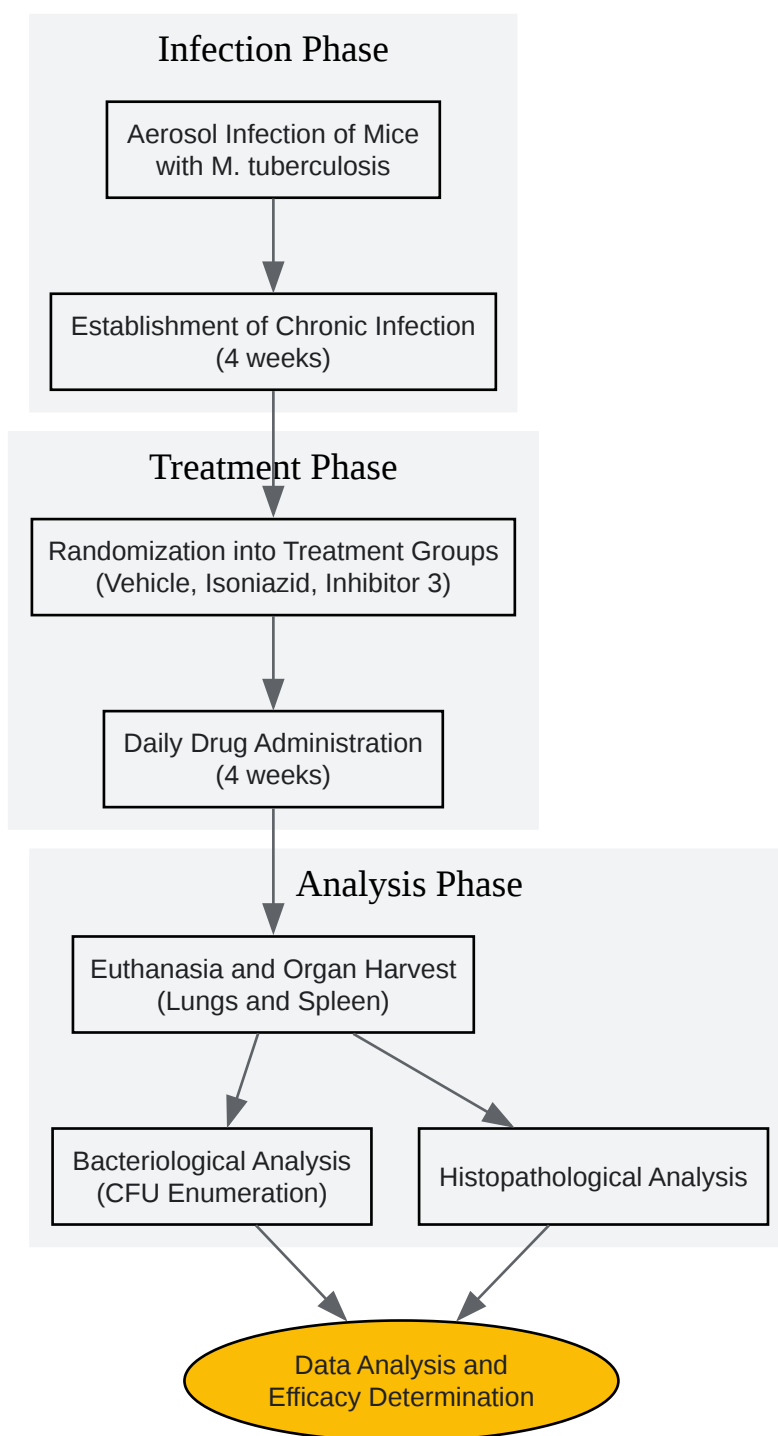 Infection Phase
Aerosol Infection of Mice
with M. tuberculosis
Establishment of Chronic Infection
(4 weeks)
Treatment Phase
Randomization into Treatment Groups
(Vehicle, Isoniazid, Inhibitor 3)
Daily Drug Administration
(4 weeks)
Analysis Phase
Euthanasia and Organ Harvest
(Lungs and Spleen)
Bacteriological Analysis
(CFU Enumeration)
Histopathological Analysis
Data Analysis and
Efficacy Determination